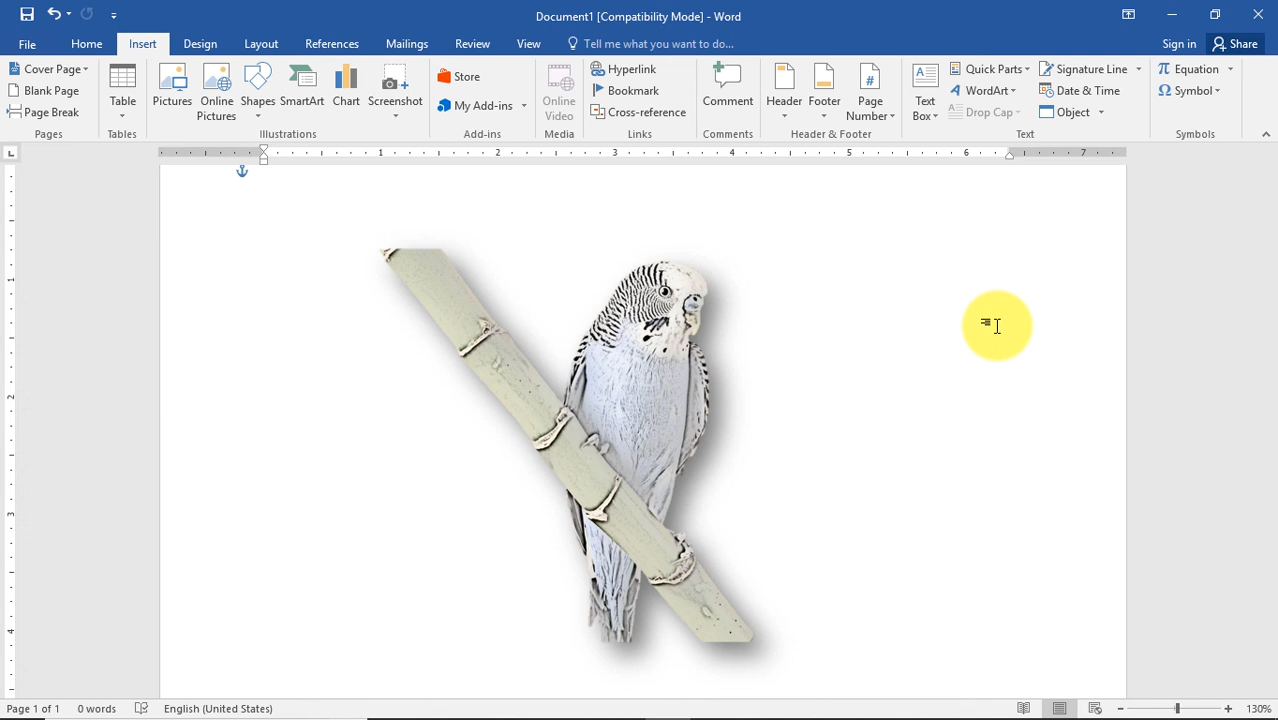 Document1 [Compatibility Mode] - Word
File Home Insert Design Layout References Mailings Review View Tell me what you want to do... Sign in Share
Cover Page
Blank Page
Page Break
Pages
Table
Tables
Pictures
Online
Pictures
Shapes
SmartArt
Chart
Screenshot
Illustrations
Store
My Add-ins
Add-ins
Online
Video
Media
Hyperlink
Bookmark
Cross-reference
Links
Comment
Comments
Header
Footer
Page
Number
Header & Footer
Text
Box
Quick Parts
WordArt
Drop Cap
Signature Line
Date & Time
Object
Text
Equation
Symbol
Symbols
1 2 3 4 5 6 7
1
2
3
4
Page 1 of 1 0 words English (United States) 130%